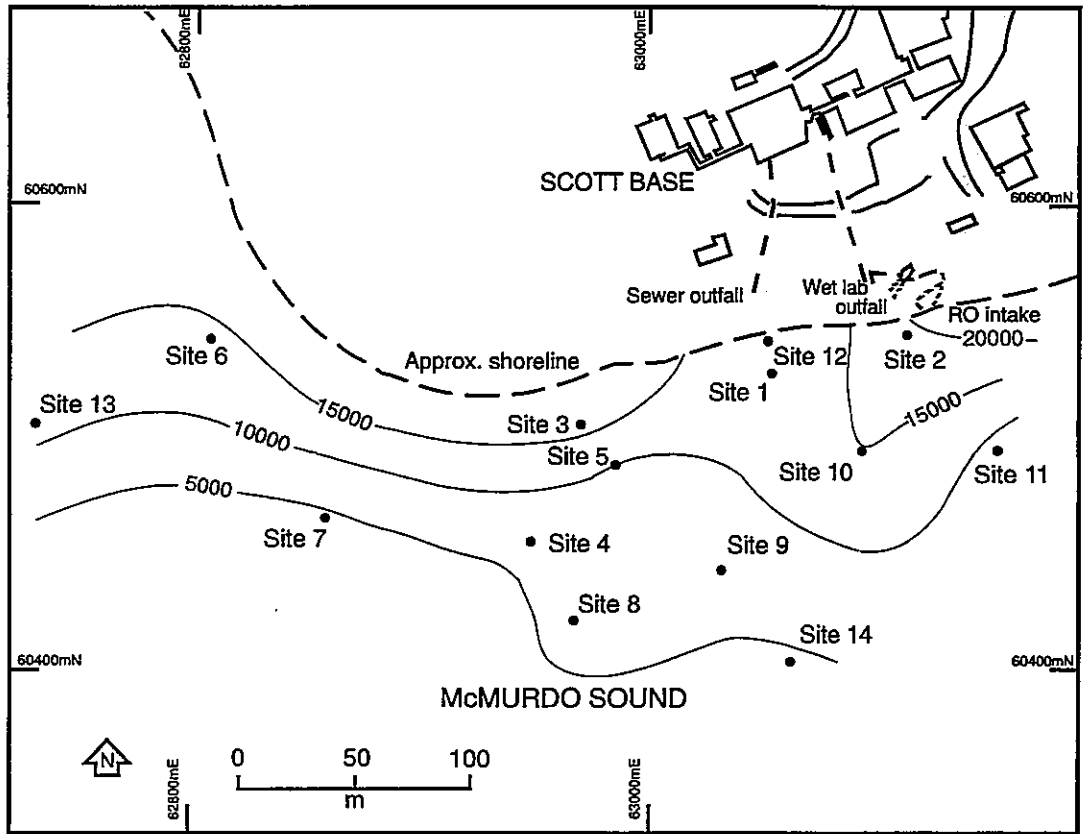 62800mE
63000mE
60600mN
SCOTT BASE
60600mN
Sewer outfall
Wet lab
outfall
RO intake
20000
Site 6
Approx. shoreline
Site 12
Site 2
Site 1
Site 13
15000
Site 3
15000
10000
Site 5
Site 10
Site 11
5000
Site 7
Site 4
Site 9
Site 8
Site 14
60400mN
60400mN
McMURDO SOUND
N
0 50 100
m
62800mE
63000mE